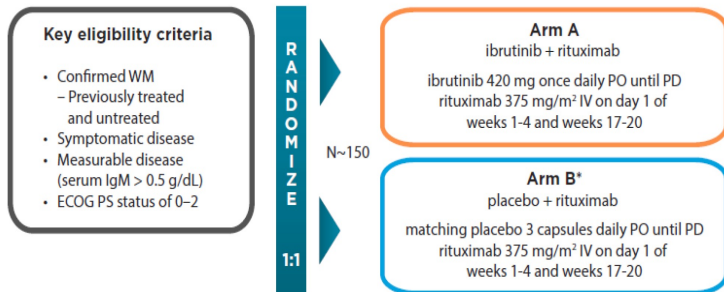 Key eligibility criteria
• Confirmed WM
– Previously treated
and untreated
• Symptomatic disease
• Measurable disease
(serum IgM > 0.5 g/dL)
• ECOG PS status of 0–2
RANDOMIZE
1:1
N~150
Arm A
ibrutinib + rituximab
ibrutinib 420 mg once daily PO until PD
rituximab 375 mg/m² IV on day 1 of
weeks 1-4 and weeks 17-20
Arm B*
placebo + rituximab
matching placebo 3 capsules daily PO until PD
rituximab 375 mg/m² IV on day 1 of
weeks 1-4 and weeks 17-20